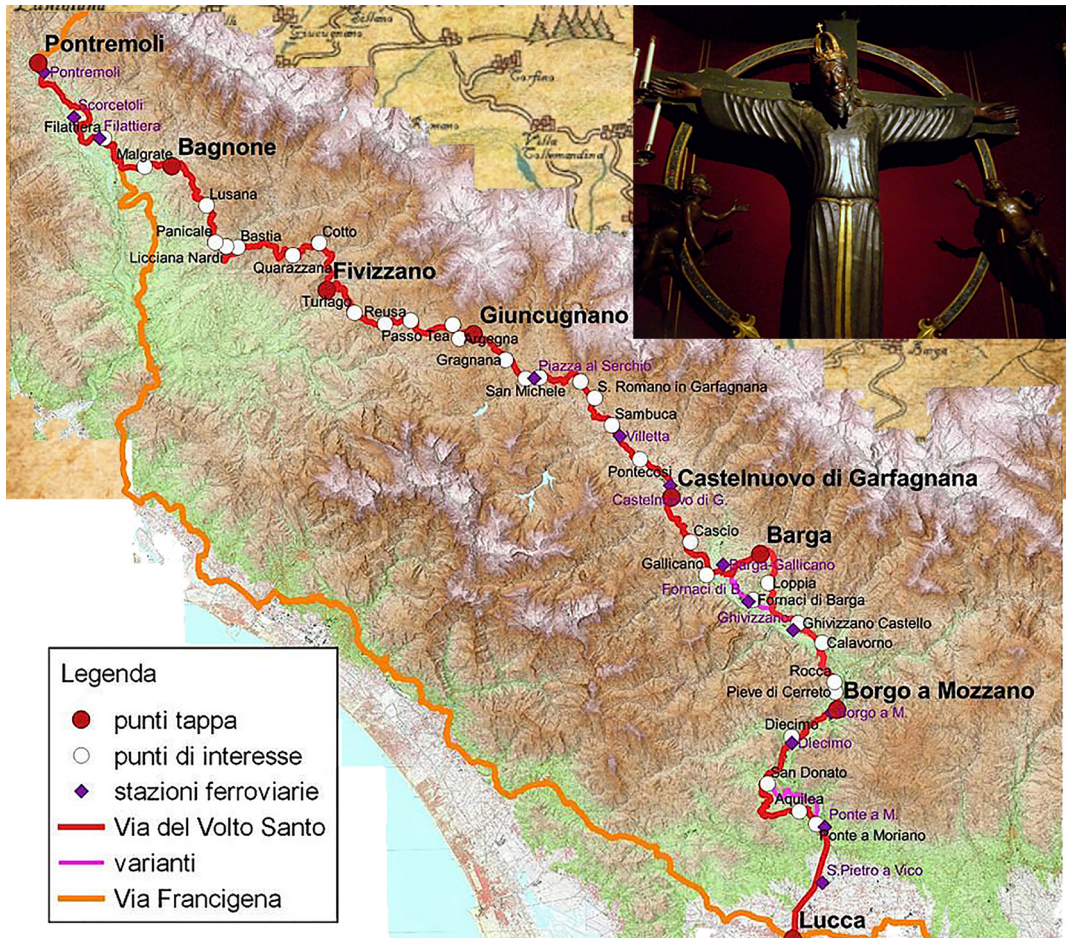 Giucugnano
Corfino
Villa
Collemandina
Barga
Pontremoli
Pontremoli
Scorcetoli
Filattiera
Filattiera
Malgrate
Bagnone
Lusana
Panicale
Bastia
Cotto
Licciana Nardi
Quarazzana
Fivizzano
Turlago
Reusa
Giuncugnano
Passo Tea
Argegna
Gragnana
Piazza al Serchio
San Michele
S. Romano in Garfagnana
Sambuca
Villetta
Pontecosi
Castelnuovo di Garfagnana
Castelnuovo di G.
Cascio
Barga
Gallicano
Barga-Gallicano
Fornaci di B.
Loppia
Fornaci di Barga
Ghivizzano
Ghivizzano Castello
Calavorno
Rocca
Pieve di Cerreto
Borgo a Mozzano
Borgo a M.
Diecimo
Diecimo
San Donato
Aquilea
Ponte a M.
Ponte a Moriano
S.Pietro a Vico
Lucca
Legenda
punti tappa
punti di interesse
stazioni ferroviarie
Via del Volto Santo
varianti
Via Francigena